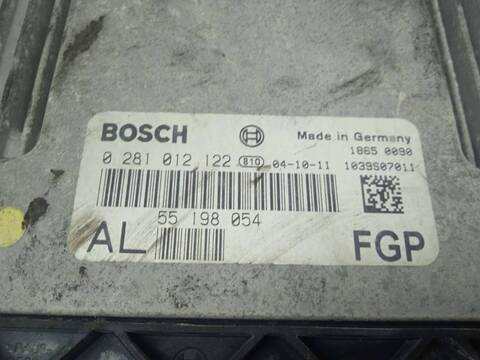 BOSCH Made in Germany
1865 0090
0 281 012 122 810 04-10-11 1039S07011
55 198 054
AL FGP